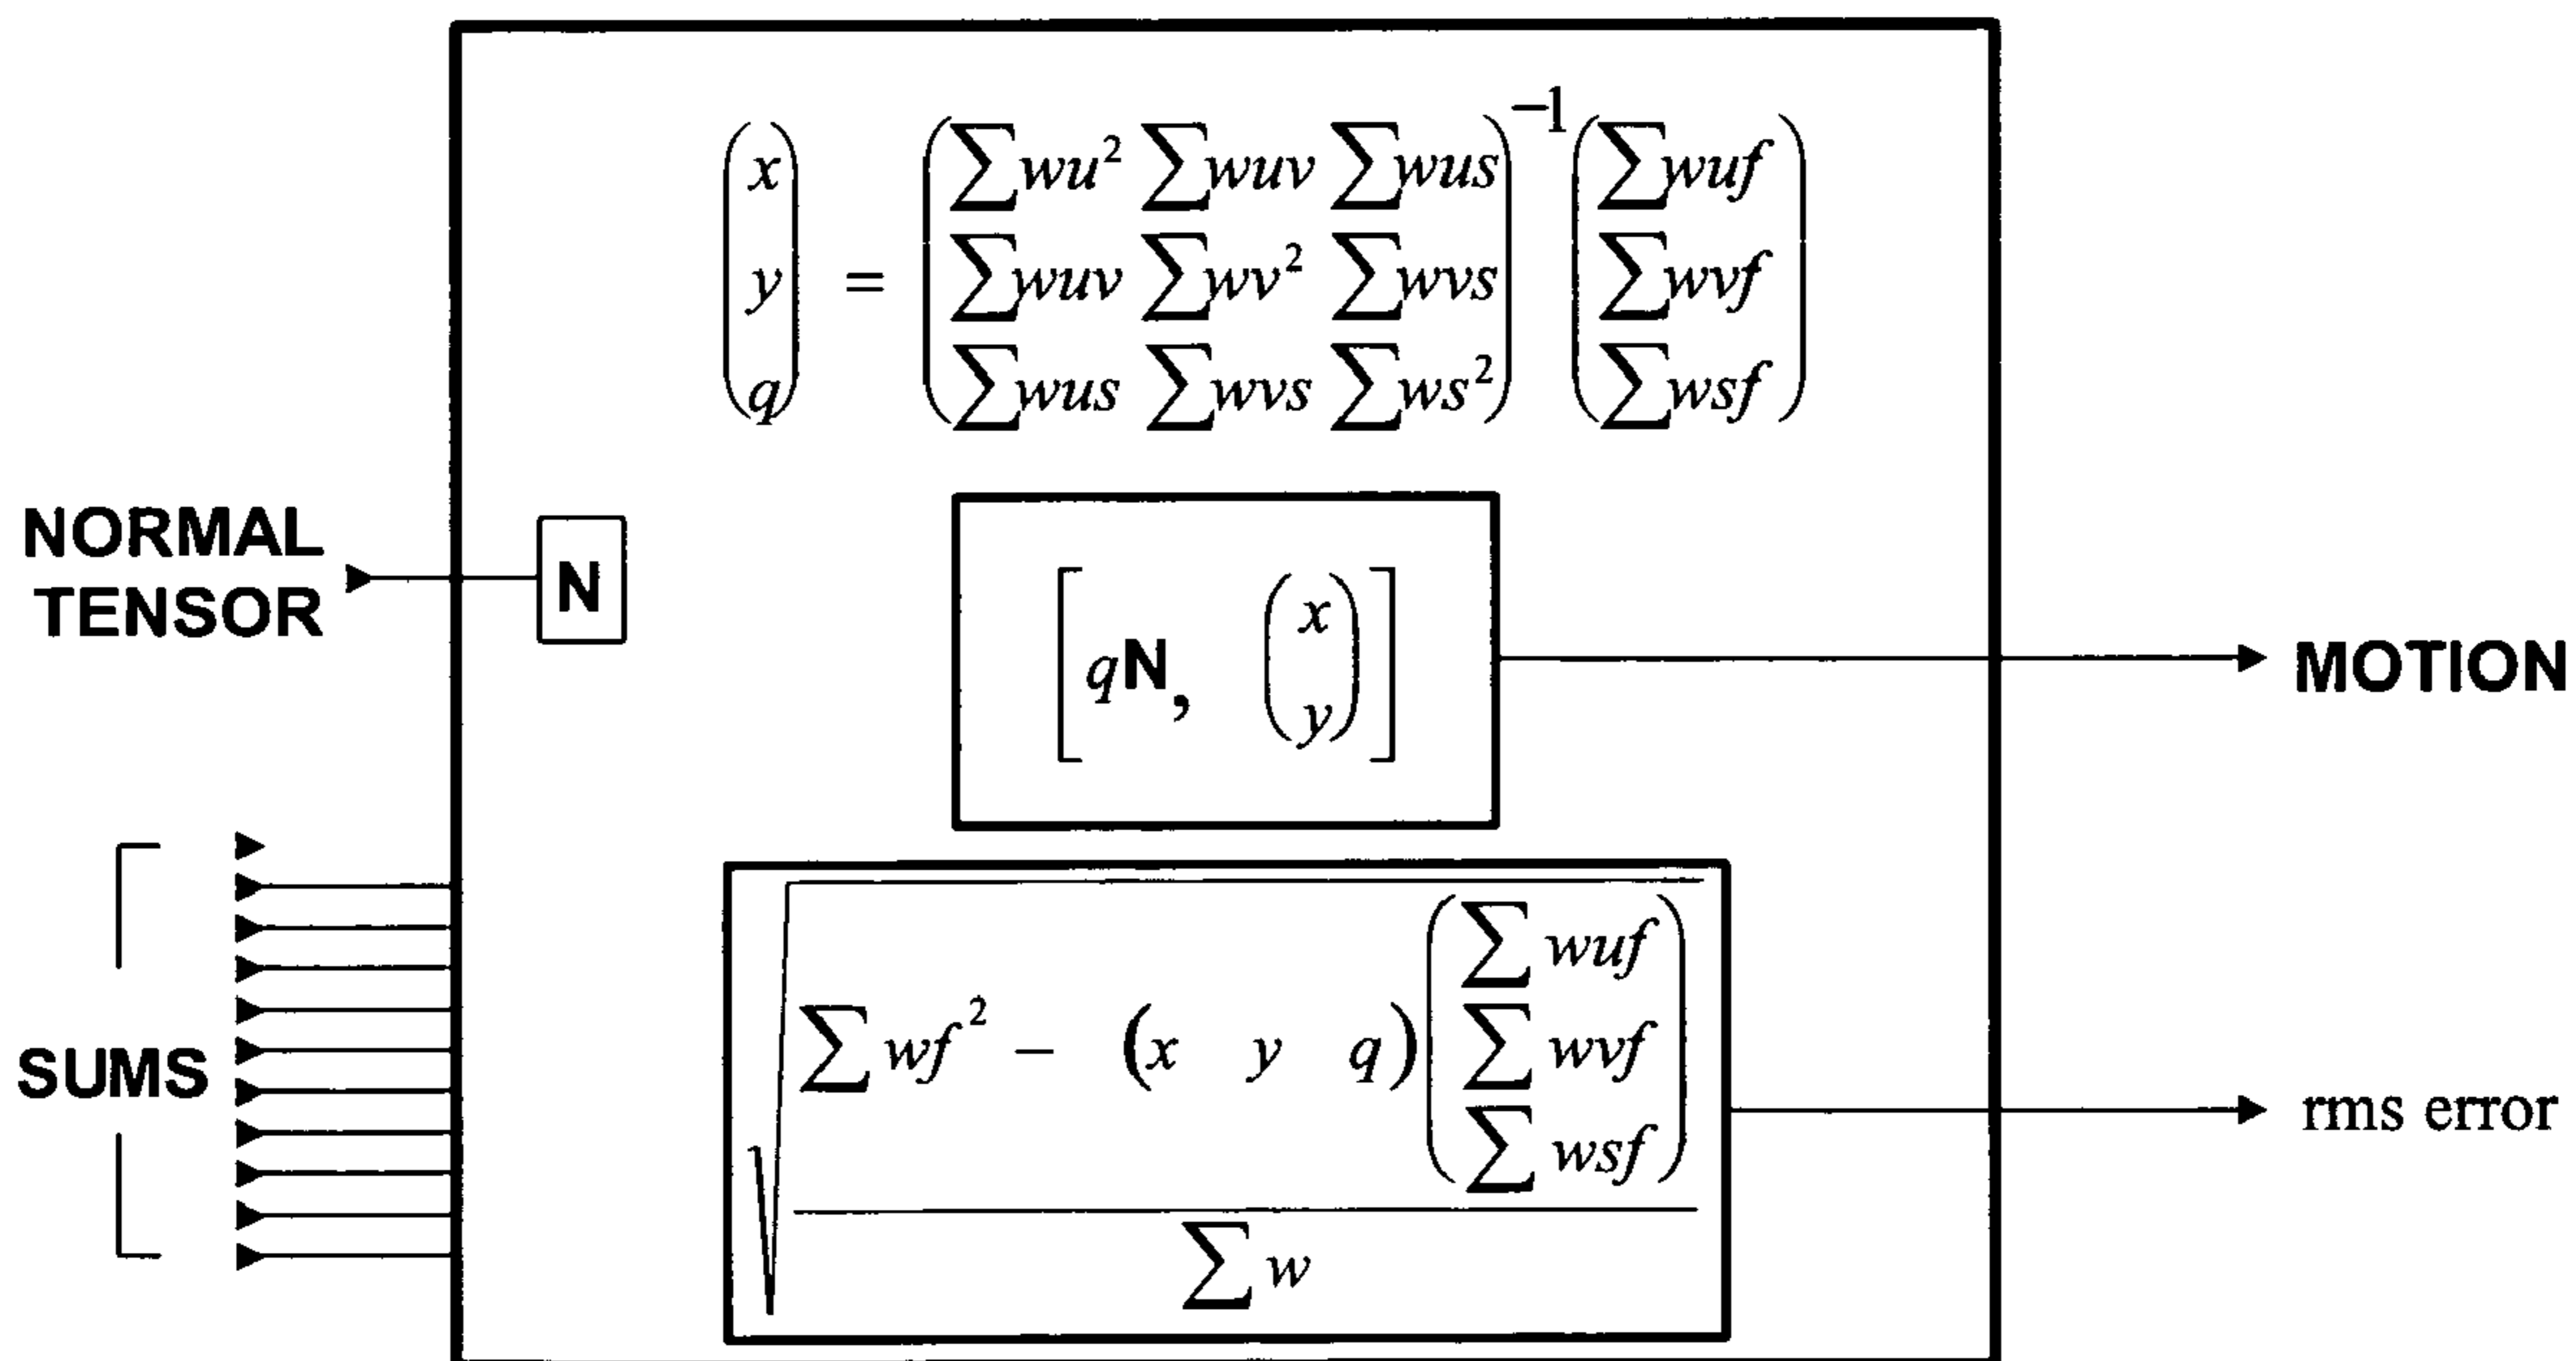 (x y q) = (∑wu² ∑wuv ∑wus
∑wuv ∑wv² ∑wvs
∑wus ∑wvs ∑ws²)⁻¹ (∑wuf
∑wvf
∑wsf)
NORMAL
TENSOR
N
[qN, (x y)]
MOTION
SUMS
√ ∑wf² − (x y q) (∑wuf
∑wvf
∑wsf)
∑w
rms error